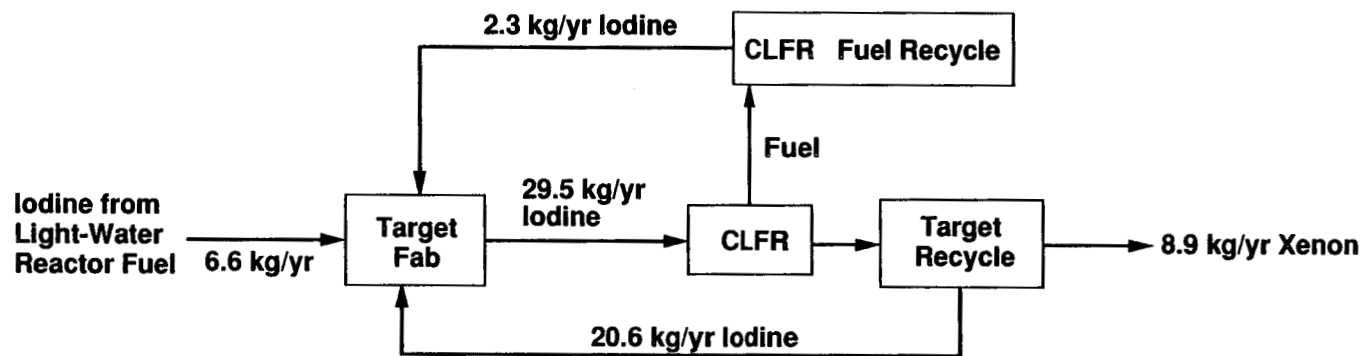 2.3 kg/yr Iodine
CLFR Fuel Recycle
Fuel
Iodine from
Light-Water
Reactor Fuel
6.6 kg/yr
Target
Fab
29.5 kg/yr
Iodine
CLFR
Target
Recycle
8.9 kg/yr Xenon
20.6 kg/yr Iodine